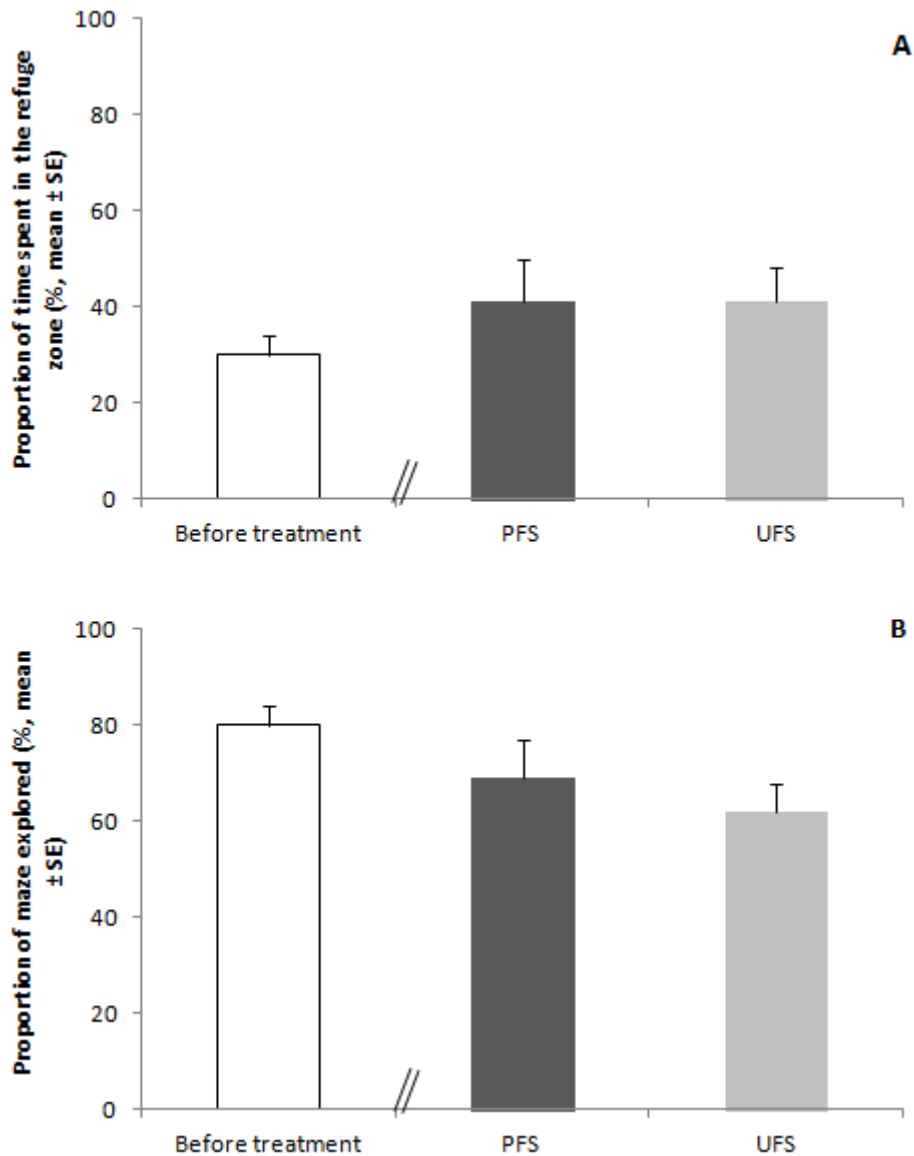 A
Proportion of time spent in the refuge
zone (%, mean ± SE)
100
80
60
40
20
0
Before treatment
PFS
UFS
B
Proportion of maze explored (%, mean
± SE)
100
80
60
40
20
0
Before treatment
PFS
UFS